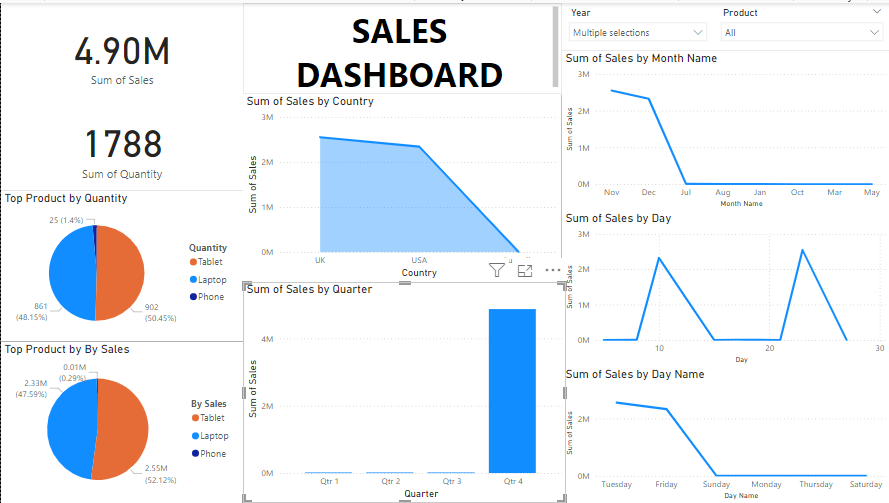 4.90M
Sum of Sales
1788
Sum of Quantity
Top Product by Quantity
25 (1.4%)
861
(48.15%)
902
(50.45%)
Quantity
Tablet
Laptop
Phone
Top Product by By Sales
0.01M
(0.29%)
2.33M
(47.59%)
2.55M
(52.12%)
By Sales
Tablet
Laptop
Phone
SALES
DASHBOARD
Sum of Sales by Country
Sum of Sales
3M
2M
1M
0M
UK
USA
Country
Sum of Sales by Quarter
Sum of Sales
4M
2M
0M
Qtr 1
Qtr 2
Qtr 3
Qtr 4
Quarter
Year
Multiple selections
Product
All
Sum of Sales by Month Name
Sum of Sales
3M
2M
1M
0M
Nov
Dec
Jul
Aug
Jan
Oct
Mar
May
Month Name
Sum of Sales by Day
Sum of Sales
3M
2M
1M
0M
10
20
30
Day
Sum of Sales by Day Name
Sum of Sales
2M
0M
Tuesday
Friday
Sunday
Monday
Thursday
Saturday
Day Name